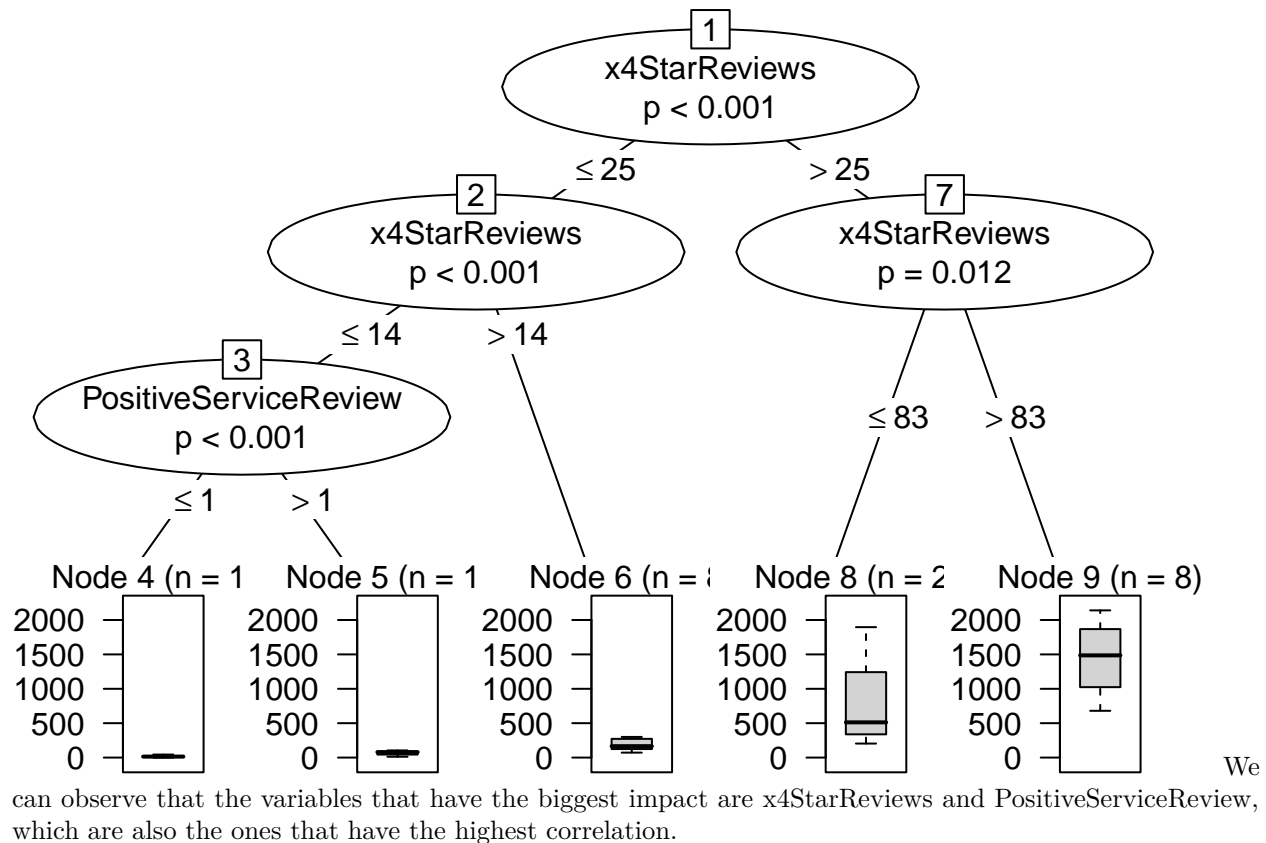 1
x4StarReviews
p < 0.001
≤ 25
> 25
2
x4StarReviews
p < 0.001
7
x4StarReviews
p = 0.012
≤ 14
> 14
3
PositiveServiceReview
p < 0.001
≤ 83
> 83
≤ 1
> 1
Node 4 (n = 1
Node 5 (n = 1
Node 6 (n =
Node 8 (n = 2
Node 9 (n = 8)
2000
1500
1000
500
0
2000
1500
1000
500
0
2000
1500
1000
500
0
2000
1500
1000
500
0
2000
1500
1000
500
0
We
can observe that the variables that have the biggest impact are x4StarReviews and PositiveServiceReview,
which are also the ones that have the highest correlation.